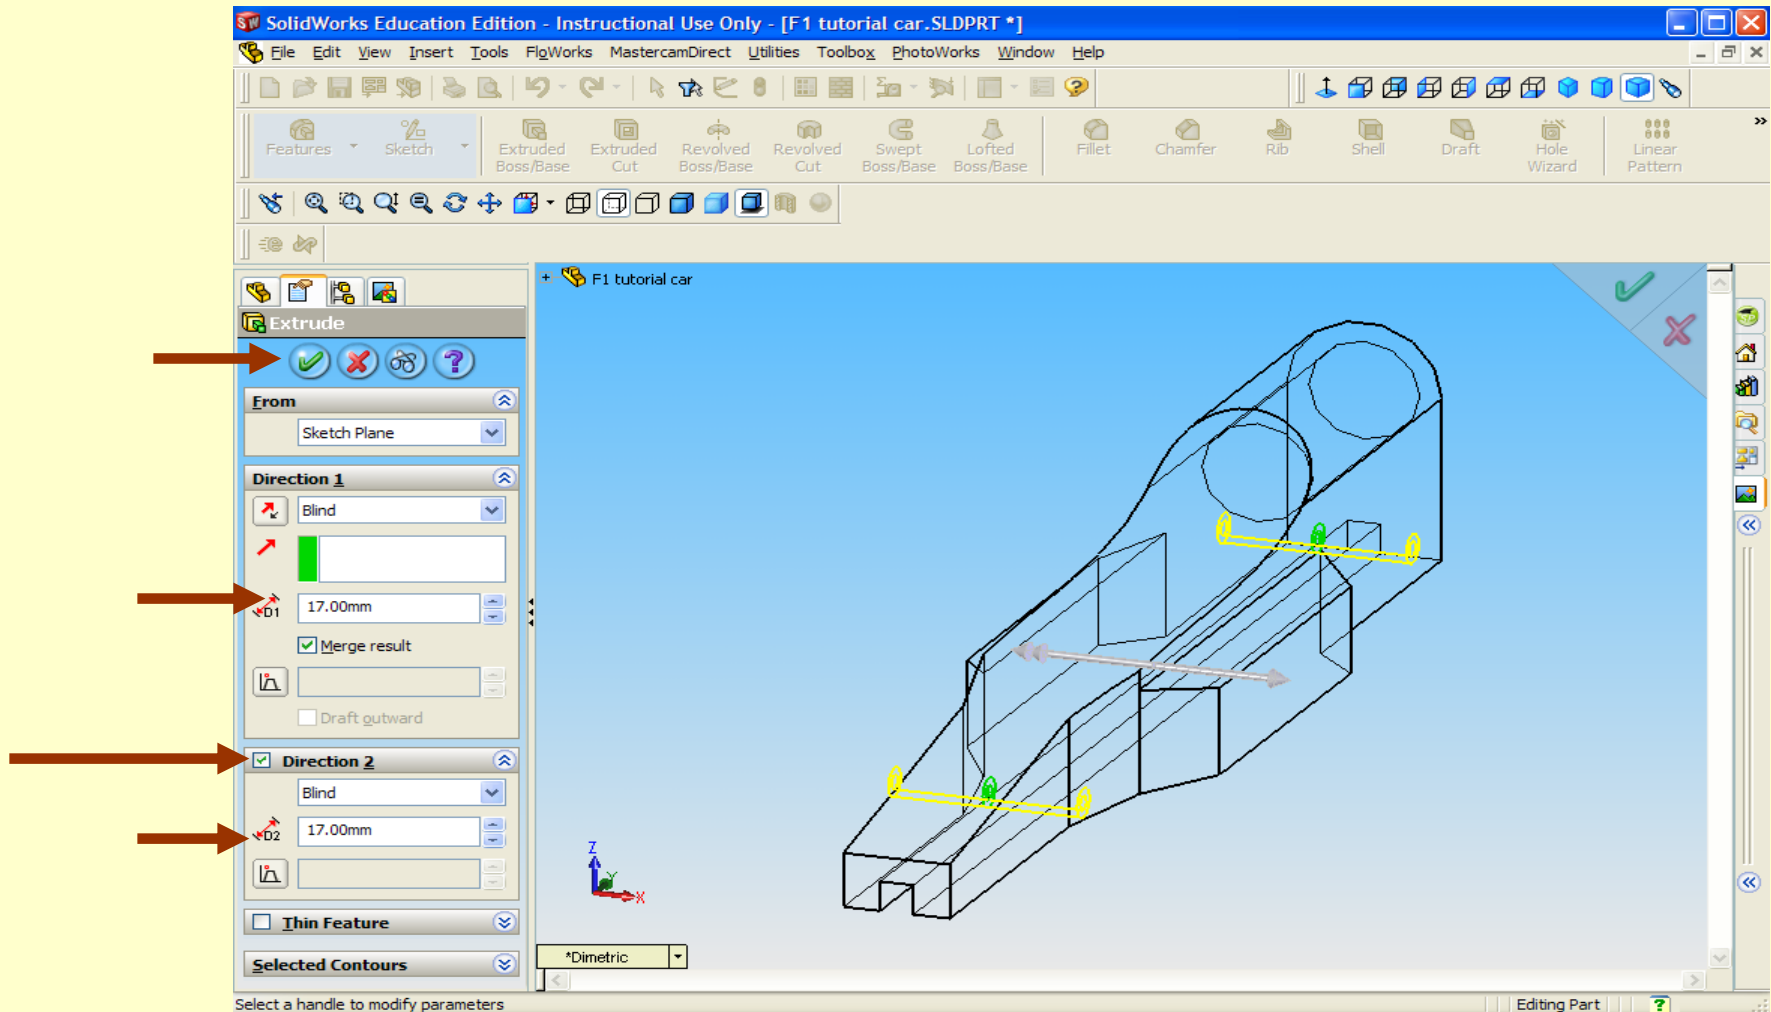 SolidWorks Education Edition - Instructional Use Only - [F1 tutorial car.SLDPRT *]
File Edit View Insert Tools FloWorks MastercamDirect Utilities Toolbox PhotoWorks Window Help
Features Sketch Extruded Boss/Base Extruded Cut Revolved Boss/Base Revolved Cut Swept Boss/Base Lofted Boss/Base Fillet Chamfer Rib Shell Draft Hole Wizard Linear Pattern
F1 tutorial car
Extrude
From
Sketch Plane
Direction 1
Blind
D1 17.00mm
Merge result
Draft outward
Direction 2
Blind
D2 17.00mm
Thin Feature
Selected Contours
Z
Y
X
*Dimetric
Select a handle to modify parameters
Editing Part